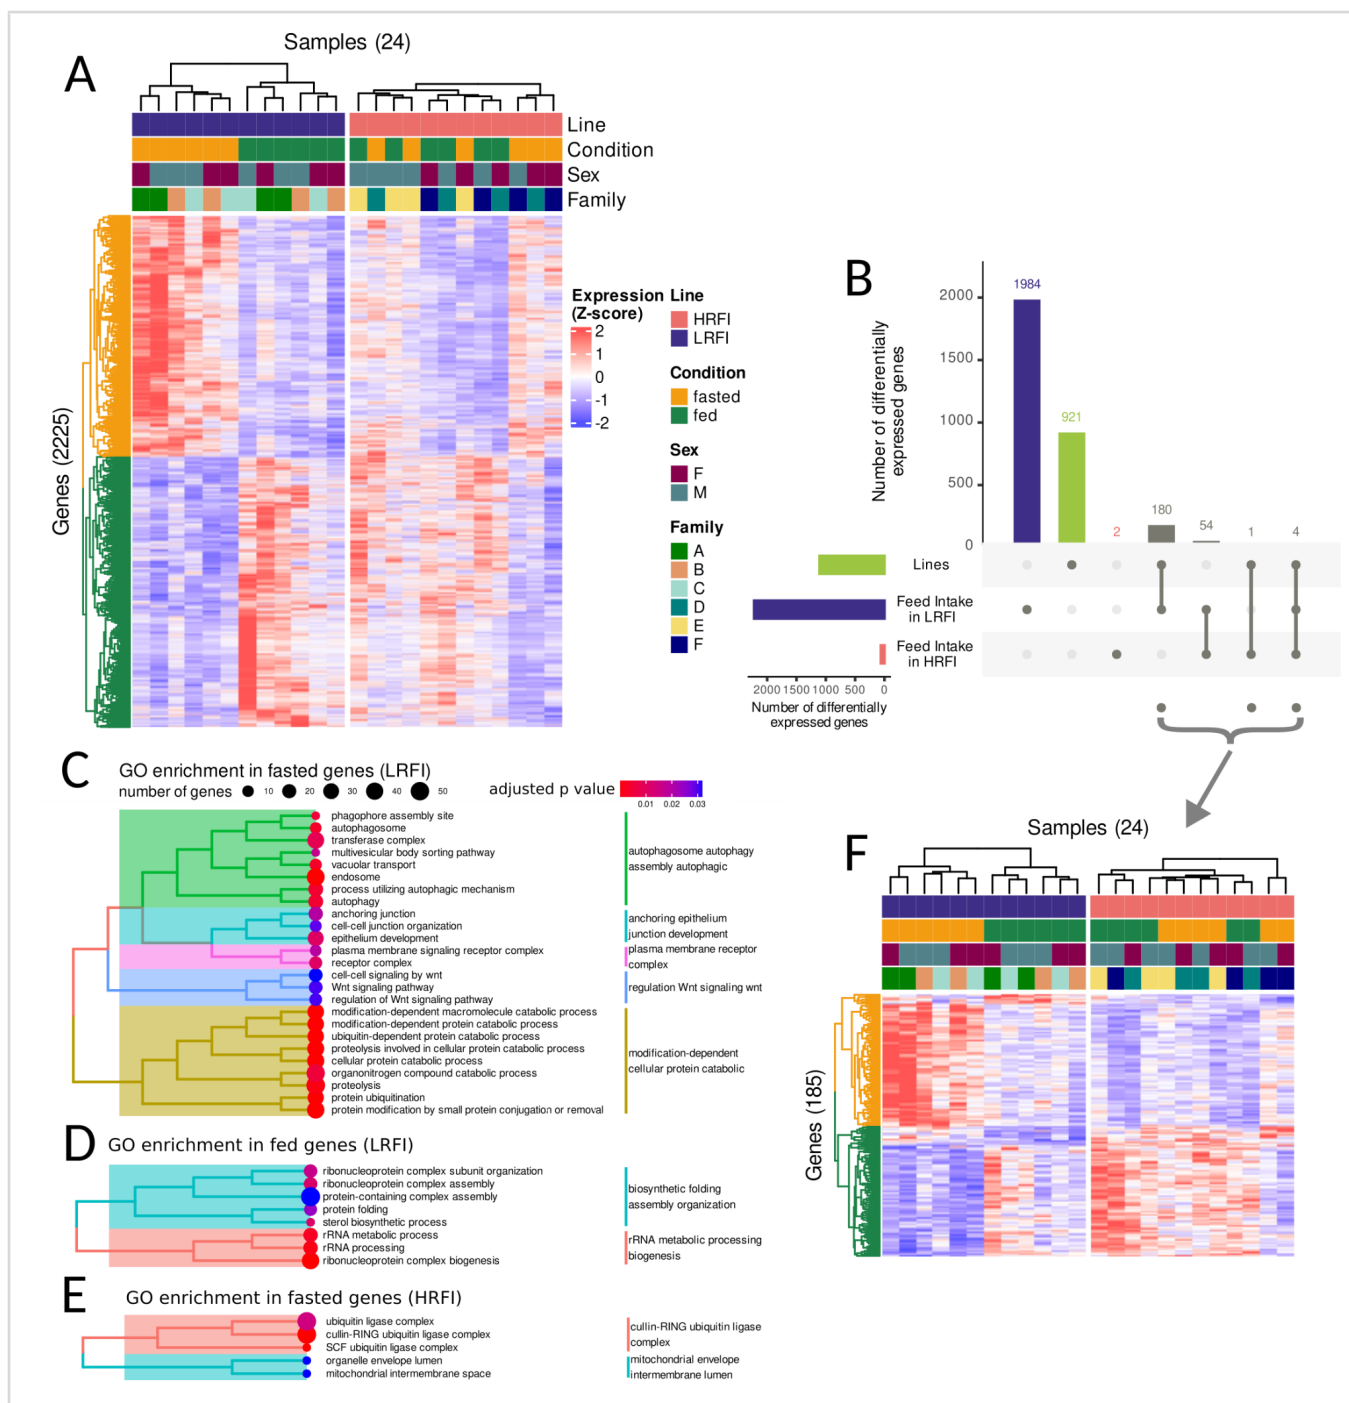 A
Samples (24)
Line
Condition
Sex
Family
Genes (2225)
Expression
(Z-score)
2
1
0
-1
-2
Line
HRFI
LRFI
Condition
fasted
fed
Sex
F
M
Family
A
B
C
D
E
F
B
Number of differentially
expressed genes
2000
1500
1000
500
0
1984
921
2
180
54
1
4
Lines
Feed Intake
in LRFI
Feed Intake
in HRFI
2000 1500 1000 500 0
Number of differentially
expressed genes
C
GO enrichment in fasted genes (LRFI)
number of genes 10 20 30 40 50
adjusted p value
0.01 0.02 0.03
phagophore assembly site
autophagosome
transferase complex
multivesicular body sorting pathway
vacuolar transport
endosome
process utilizing autophagic mechanism
autophagy
anchoring junction
cell-cell junction organization
epithelium development
plasma membrane signaling receptor complex
receptor complex
cell-cell signaling by wnt
Wnt signaling pathway
regulation of Wnt signaling pathway
modification-dependent macromolecule catabolic process
modification-dependent protein catabolic process
ubiquitin-dependent protein catabolic process
proteolysis involved in cellular protein catabolic process
cellular protein catabolic process
organonitrogen compound catabolic process
proteolysis
protein ubiquitination
protein modification by small protein conjugation or removal
autophagosome autophagy
assembly autophagic
anchoring epithelium
junction development
plasma membrane receptor
complex
regulation Wnt signaling wnt
modification-dependent
cellular protein catabolic
D
GO enrichment in fed genes (LRFI)
ribonucleoprotein complex subunit organization
ribonucleoprotein complex assembly
protein-containing complex assembly
protein folding
sterol biosynthetic process
rRNA metabolic process
rRNA processing
ribonucleoprotein complex biogenesis
biosynthetic folding
assembly organization
rRNA metabolic processing
biogenesis
E
GO enrichment in fasted genes (HRFI)
ubiquitin ligase complex
cullin-RING ubiquitin ligase complex
SCF ubiquitin ligase complex
organelle envelope lumen
mitochondrial intermembrane space
cullin-RING ubiquitin ligase
complex
mitochondrial envelope
intermembrane lumen
F
Samples (24)
Genes (185)